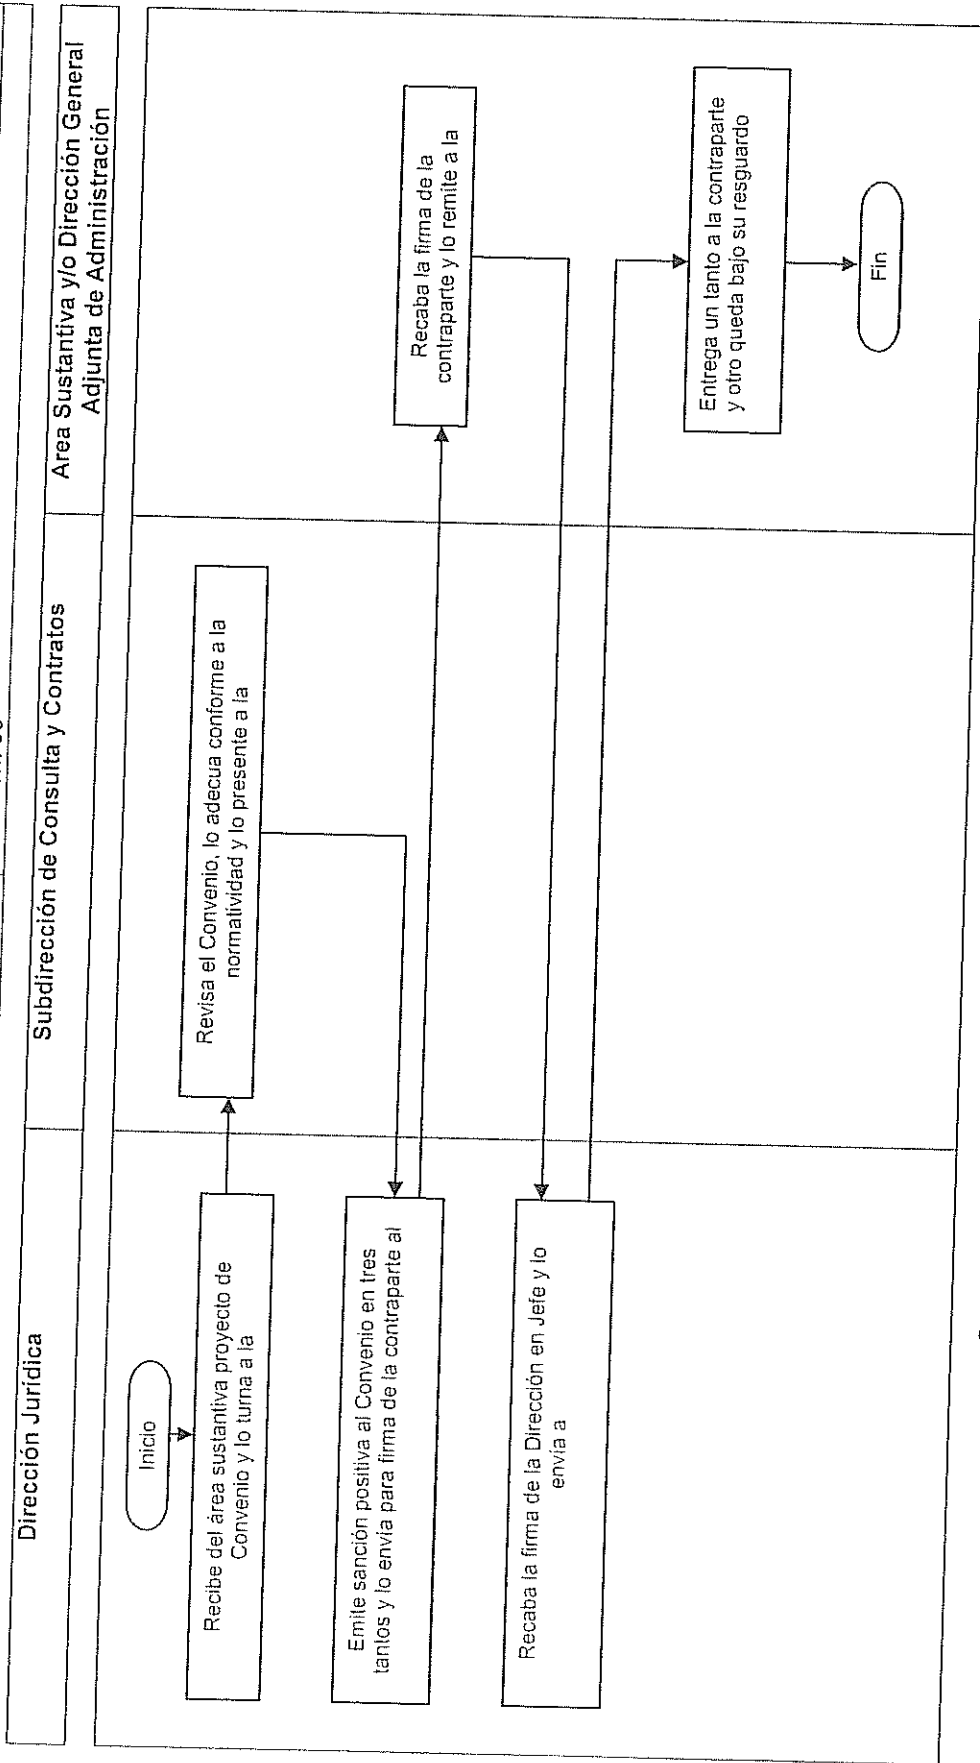 Dirección Jurídica
Subdirección de Consulta y Contratos
Area Sustantiva y/o Dirección General
Adjunta de Administración
Inicio
Recibe del área sustantiva proyecto de
Convenio y lo turna a la
Revisa el Convenio, lo adecua conforme a la
normatividad y lo presente a la
Emite sanción positiva al Convenio en tres
tantos y lo envia para firma de la contraparte al
Recaba la firma de la
contraparte y lo remite a la
Recaba la firma de la Dirección en Jefe y lo
envia a
Entrega un tanto a la contraparte
y otro queda bajo su resguardo
Fin